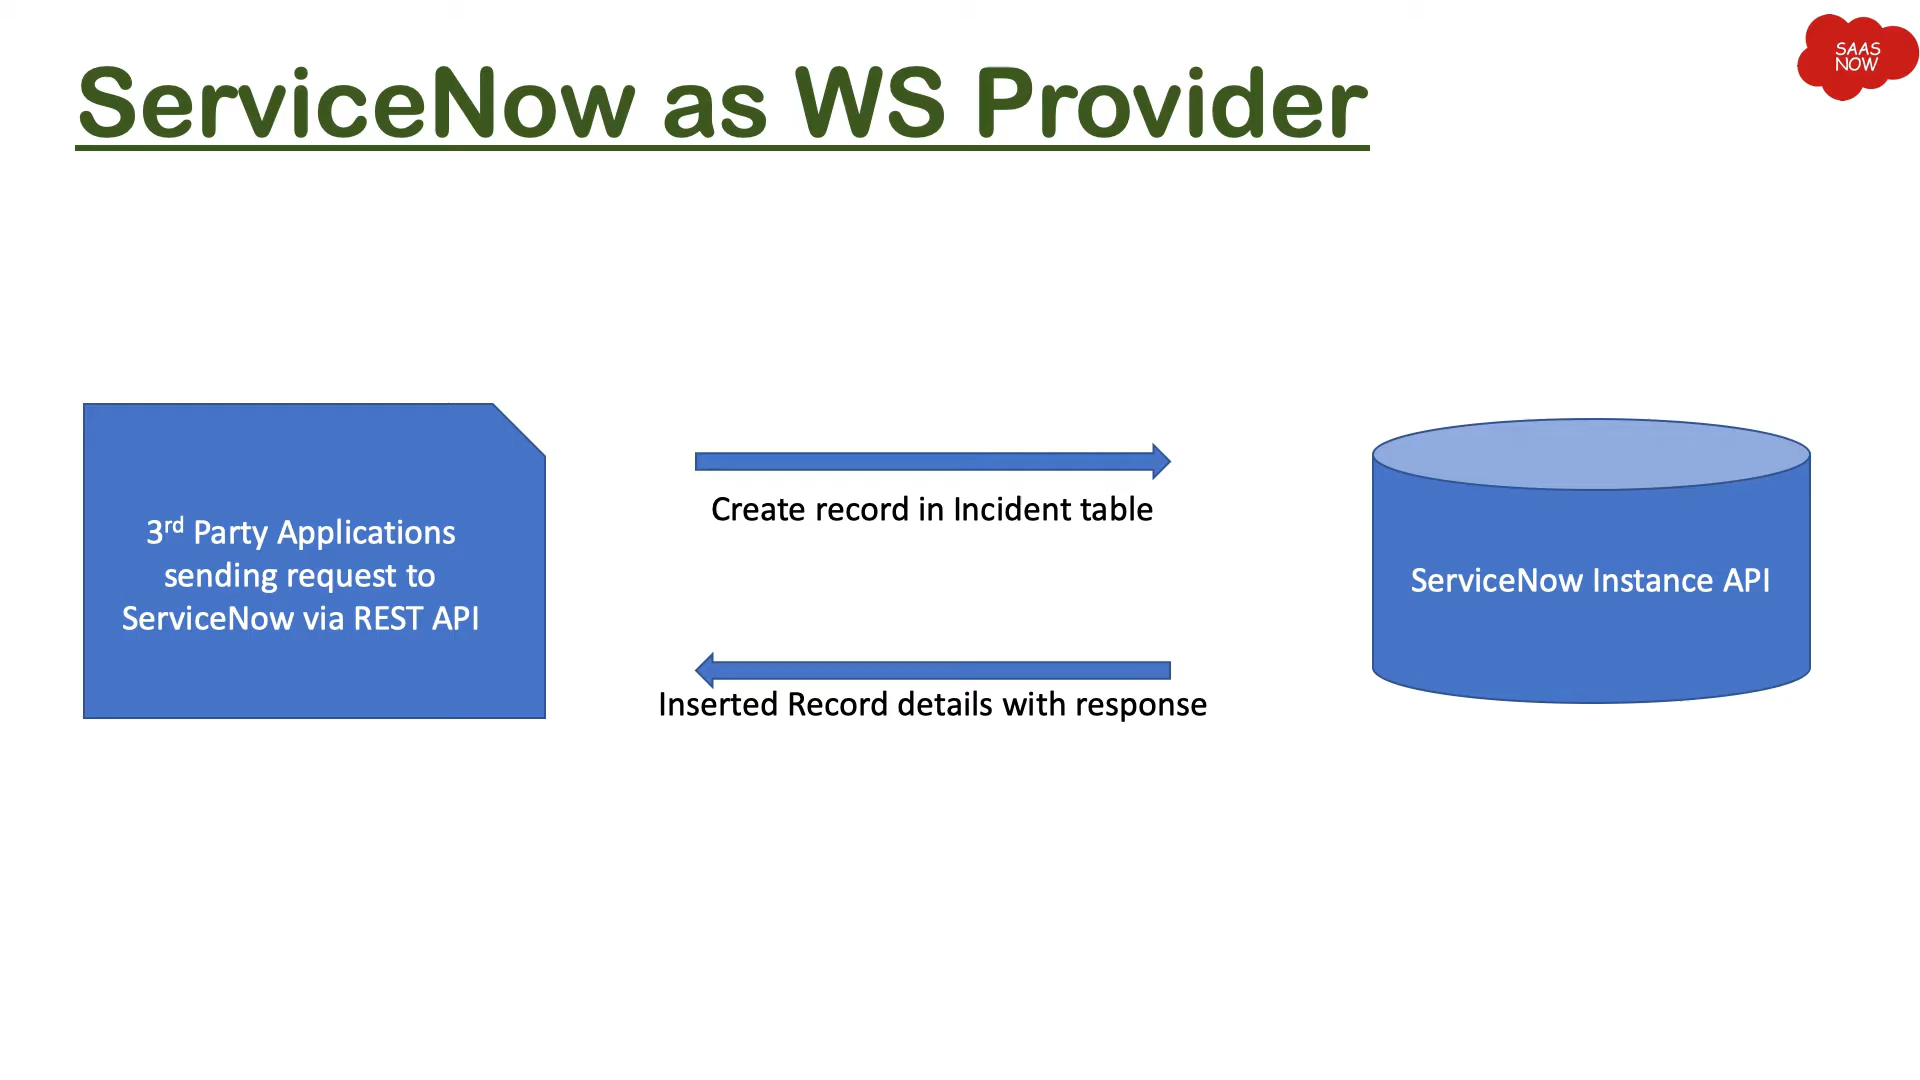 ServiceNow as WS Provider
SAAS
NOW
3rd Party Applications
sending request to
ServiceNow via REST API
Create record in Incident table
Inserted Record details with response
ServiceNow Instance API